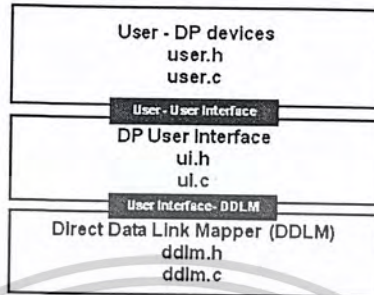 User - DP devices
user.h
user.c
User - User Interface
DP User Interface
ui.h
ui.c
User Interface- DDLM
Direct Data Link Mapper (DDLM)
ddlm.h
ddlm.c